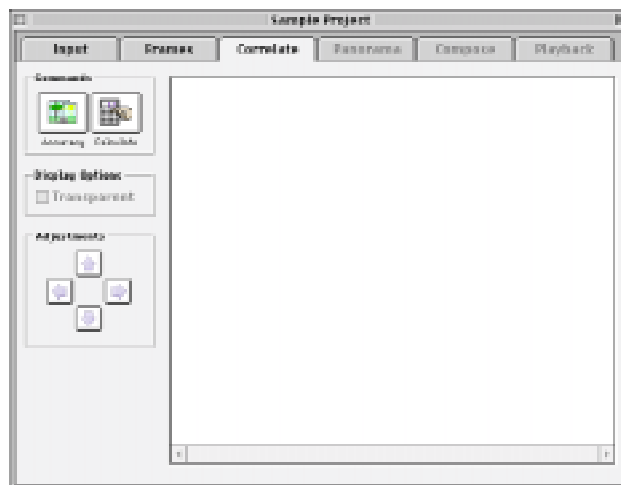 Sample Project
Input Frames Correlate Panorama Compose Playback
Commands
Accuracy Calculate
Display Options
Transparent
Adjustments